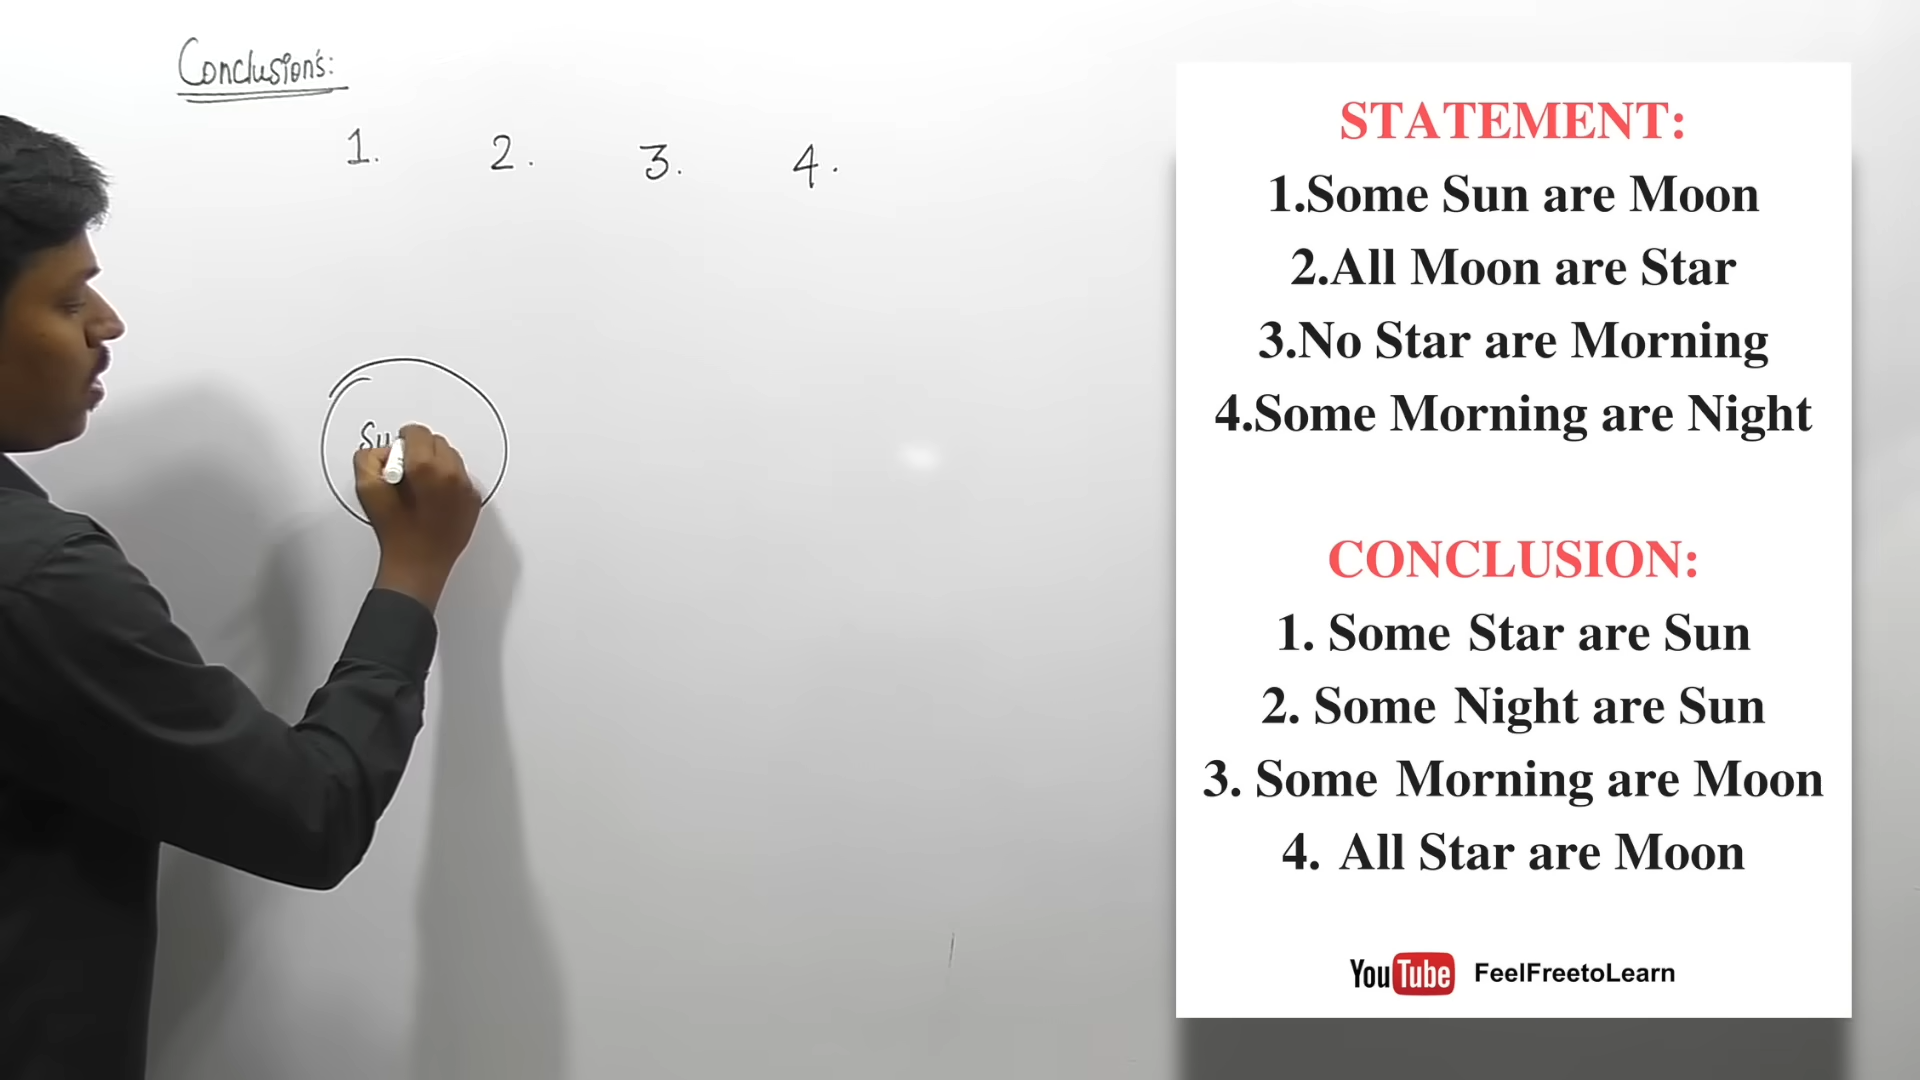 Conclusion's:
1. 2. 3. 4.
STATEMENT:
1.Some Sun are Moon
2.All Moon are Star
3.No Star are Morning
4.Some Morning are Night
CONCLUSION:
1. Some Star are Sun
2. Some Night are Sun
3. Some Morning are Moon
4. All Star are Moon
YouTube FeelFreetoLearn